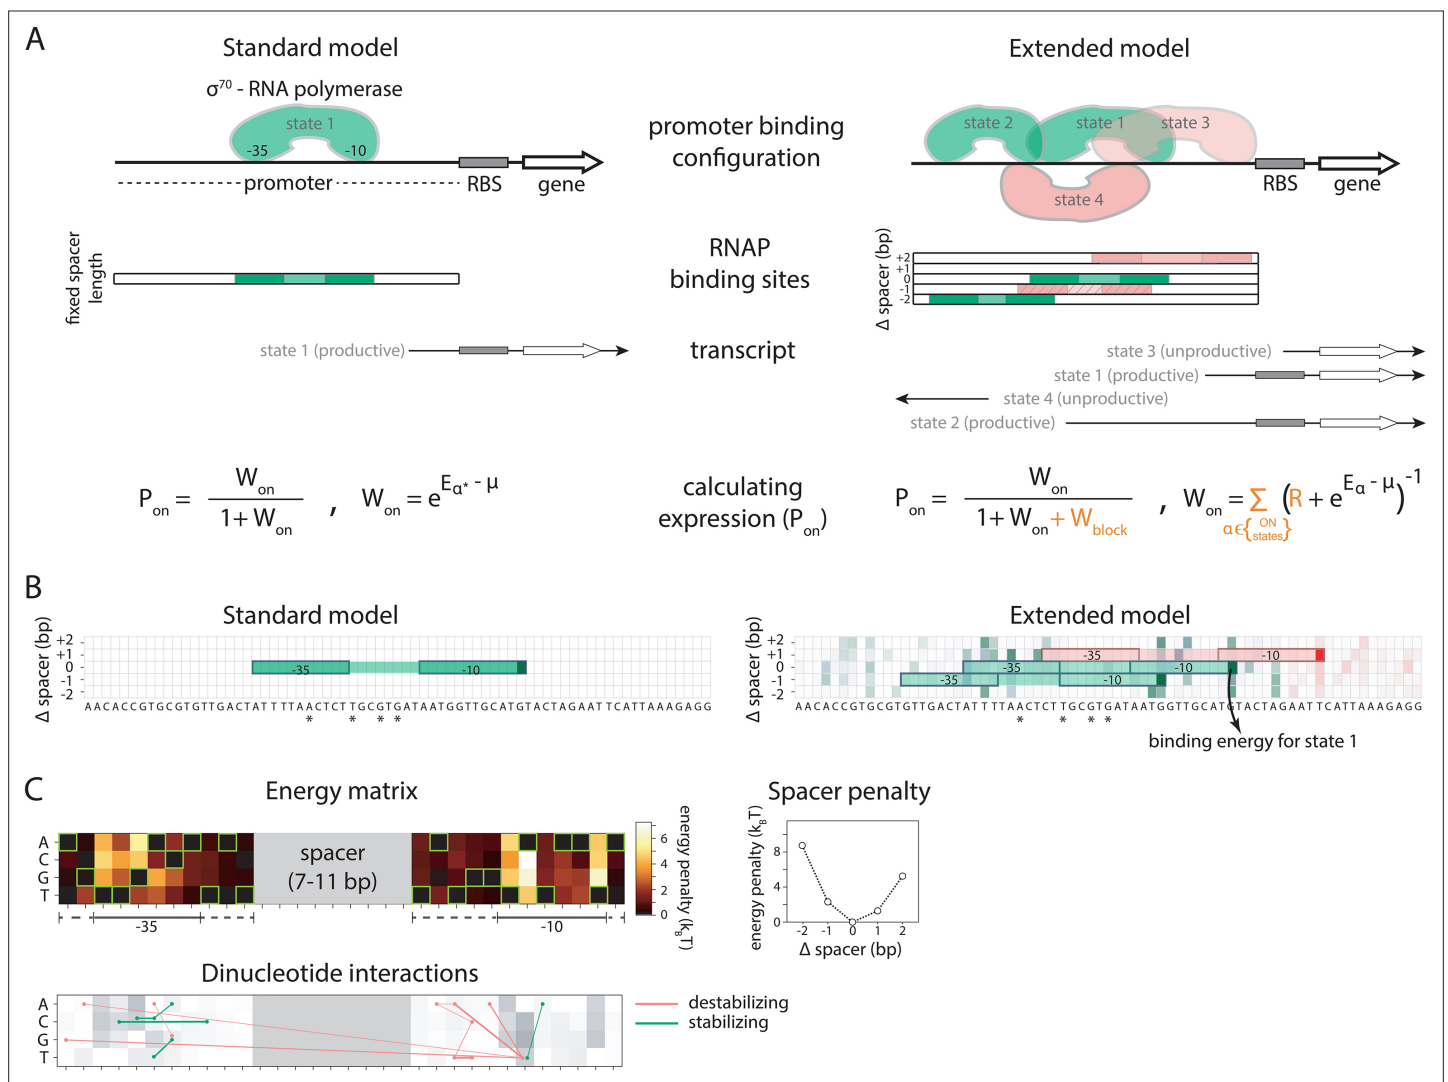 A
Standard model
Extended model
σ70 - RNA polymerase
state 1
-35
-10
promoter
RBS
gene
promoter binding
configuration
state 2
state 1
state 3
state 4
RBS
gene
fixed spacer
length
RNAP
binding sites
Δ spacer (bp)
+2
+1
0
-1
-2
state 1 (productive)
transcript
state 3 (unproductive)
state 1 (productive)
state 4 (unproductive)
state 2 (productive)
Pon = Won / 1+ Won , Won = e^Eα* - μ
calculating
expression (Pon)
Pon = Won / 1+ Won + Wblock , Won = Σ αϵ{ON states} (R + e^Eα - μ)^-1
B
Standard model
Extended model
Δ spacer (bp)
+2
+1
0
-1
-2
-35
-10
AACACCGTGCGTGTTGACTATTTTAACTCTTGCGTGATAATGGTTGCATGTACTAGAATTCATTAAAGAGG
* * * *
Δ spacer (bp)
+2
+1
0
-1
-2
-35
-10
-35
-10
-35
-10
AACACCGTGCGTGTTGACTATTTTAACTCTTGCGTGATAATGGTTGCATGTACTAGAATTCATTAAAGAGG
* * * *
binding energy for state 1
C
Energy matrix
A
C
G
T
spacer
(7-11 bp)
-35
-10
energy penalty (kBT)
6
4
2
0
Spacer penalty
energy penalty (kBT)
8
4
0
-2 -1 0 1 2
Δ spacer (bp)
Dinucleotide interactions
A
C
G
T
destabilizing
stabilizing